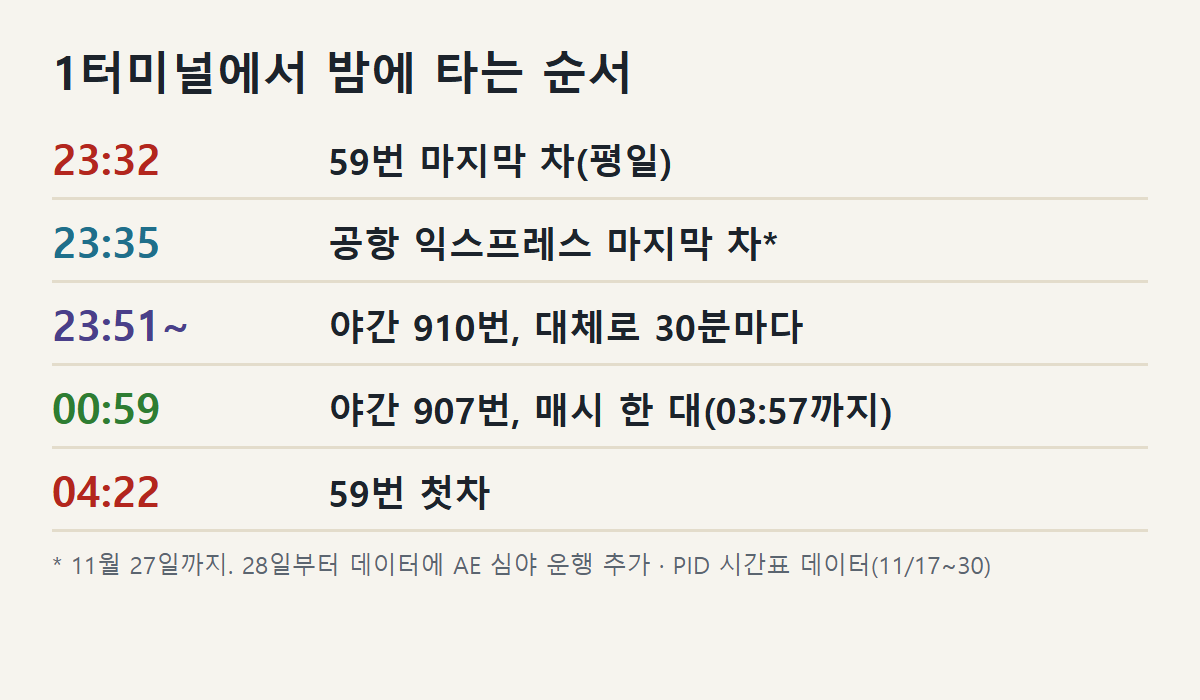 1터미널에서 밤에 타는 순서
23:32 59번 마지막 차(평일)
23:35 공항 익스프레스 마지막 차*
23:51~ 야간 910번, 대체로 30분마다
00:59 야간 907번, 매시 한 대(03:57까지)
04:22 59번 첫차
* 11월 27일까지. 28일부터 데이터에 AE 심야 운행 추가 · PID 시간표 데이터(11/17~30)